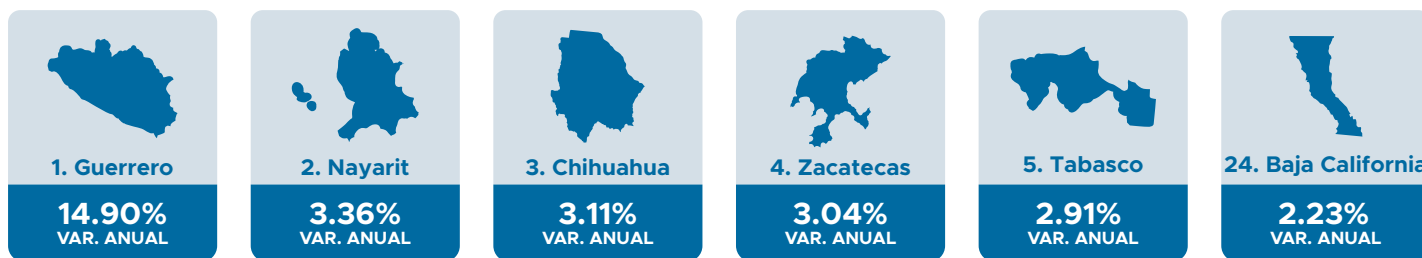 1. Guerrero
14.90%
VAR. ANUAL
2. Nayarit
3.36%
VAR. ANUAL
3. Chihuahua
3.11%
VAR. ANUAL
4. Zacatecas
3.04%
VAR. ANUAL
5. Tabasco
2.91%
VAR. ANUAL
24. Baja California
2.23%
VAR. ANUAL